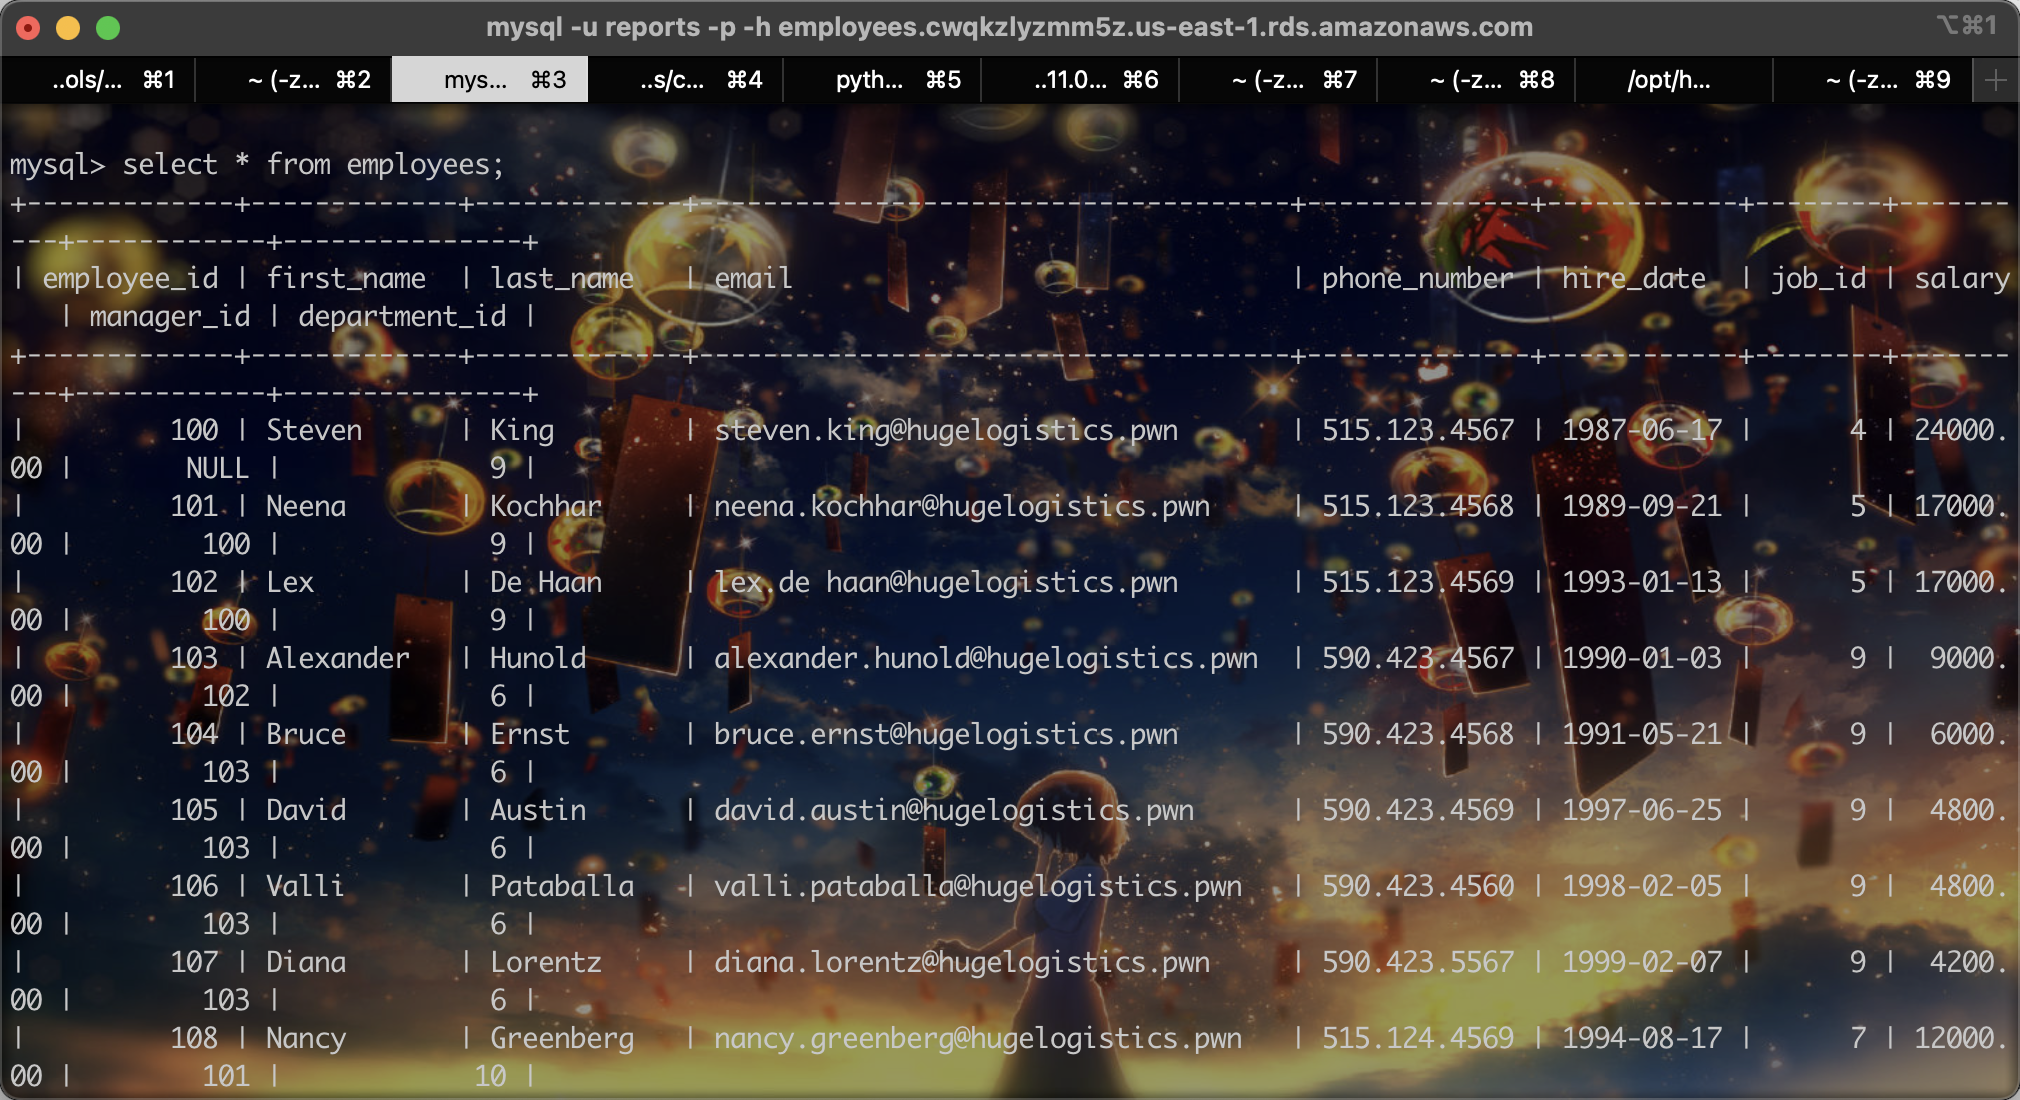 mysql -u reports -p -h employees.cwqkzlyzmm5z.us-east-1.rds.amazonaws.com ⌥⌘1
..ols/... ⌘1 ~ (-z... ⌘2 mys... ⌘3 ..s/c... ⌘4 pyth... ⌘5 ..11.0... ⌘6 ~ (-z... ⌘7 ~ (-z... ⌘8 /opt/h... ~ (-z... ⌘9
mysql> select * from employees;
+-------------+-------------+-------------+-------------------------------------+--------------+------------+--------+-------
---+------------+---------------+
| employee_id | first_name | last_name | email | phone_number | hire_date | job_id | salary
| manager_id | department_id |
+-------------+-------------+-------------+-------------------------------------+--------------+------------+--------+-------
---+------------+---------------+
| 100 | Steven | King | steven.king@hugelogistics.pwn | 515.123.4567 | 1987-06-17 | 4 | 24000.
00 | NULL | 9 |
| 101 | Neena | Kochhar | neena.kochhar@hugelogistics.pwn | 515.123.4568 | 1989-09-21 | 5 | 17000.
00 | 100 | 9 |
| 102 | Lex | De Haan | lex.de haan@hugelogistics.pwn | 515.123.4569 | 1993-01-13 | 5 | 17000.
00 | 100 | 9 |
| 103 | Alexander | Hunold | alexander.hunold@hugelogistics.pwn | 590.423.4567 | 1990-01-03 | 9 | 9000.
00 | 102 | 6 |
| 104 | Bruce | Ernst | bruce.ernst@hugelogistics.pwn | 590.423.4568 | 1991-05-21 | 9 | 6000.
00 | 103 | 6 |
| 105 | David | Austin | david.austin@hugelogistics.pwn | 590.423.4569 | 1997-06-25 | 9 | 4800.
00 | 103 | 6 |
| 106 | Valli | Pataballa | valli.pataballa@hugelogistics.pwn | 590.423.4560 | 1998-02-05 | 9 | 4800.
00 | 103 | 6 |
| 107 | Diana | Lorentz | diana.lorentz@hugelogistics.pwn | 590.423.5567 | 1999-02-07 | 9 | 4200.
00 | 103 | 6 |
| 108 | Nancy | Greenberg | nancy.greenberg@hugelogistics.pwn | 515.124.4569 | 1994-08-17 | 7 | 12000.
00 | 101 | 10 |